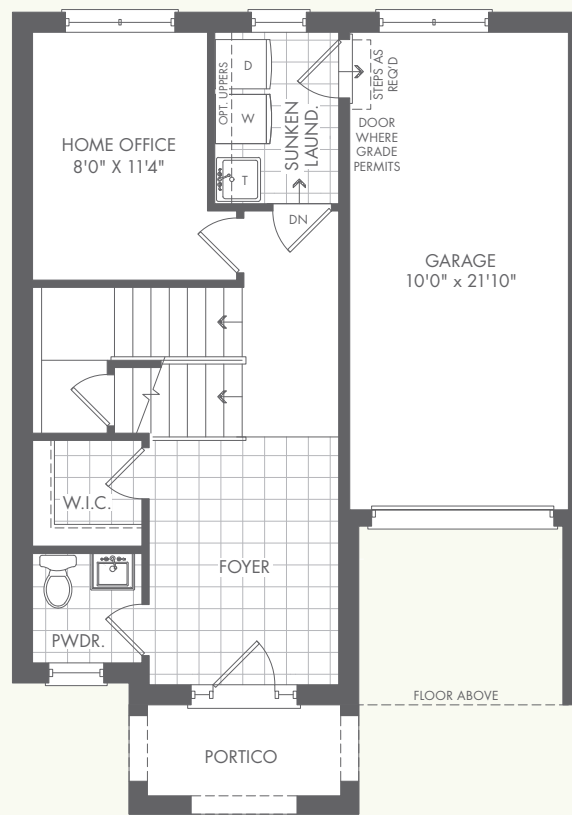 HOME OFFICE
8'0" X 11'4"
OPT. UPPERS
D
W
T
SUNKEN
LAUND.
STEPS AS
REQ'D
DOOR
WHERE
GRADE
PERMITS
DN
GARAGE
10'0" x 21'10"
W.I.C.
FOYER
PWDR.
FLOOR ABOVE
PORTICO